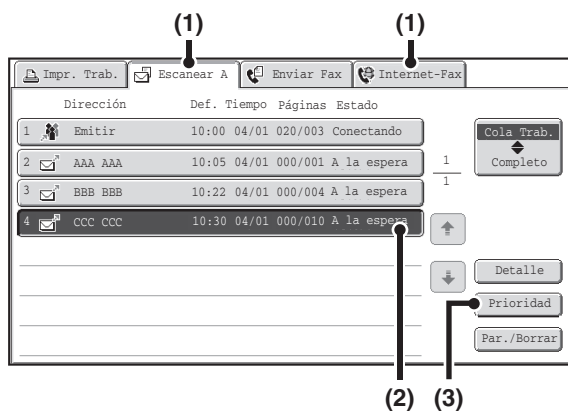 (1) (1)
Impr. Trab. Escanear A Enviar Fax Internet-Fax
Dirección Def. Tiempo Páginas Estado
1 Emitir 10:00 04/01 020/003 Conectando
2 AAA AAA 10:05 04/01 000/001 A la espera
3 BBB BBB 10:22 04/01 000/004 A la espera
4 CCC CCC 10:30 04/01 000/010 A la espera
1
1
Cola Trab.
Completo
Detalle
Prioridad
Par./Borrar
(2) (3)